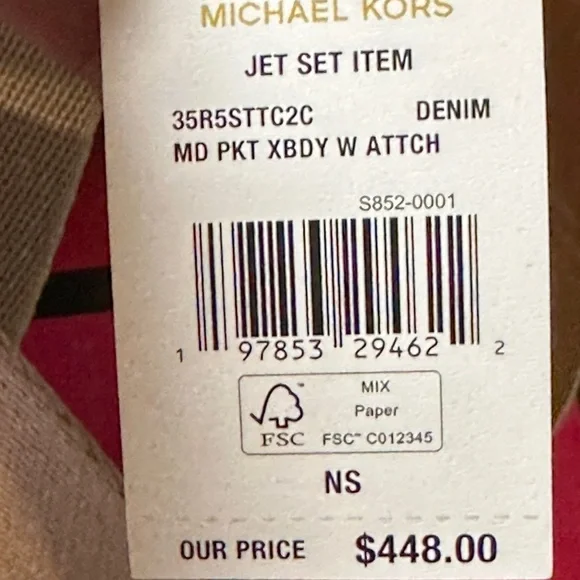 MICHAEL KORS
JET SET ITEM
35R5STTC2C DENIM
MD PKT XBDY W ATTCH
S852-0001
1 97853 29462 2
MIX
Paper
FSC FSC™ C012345
NS
OUR PRICE $448.00